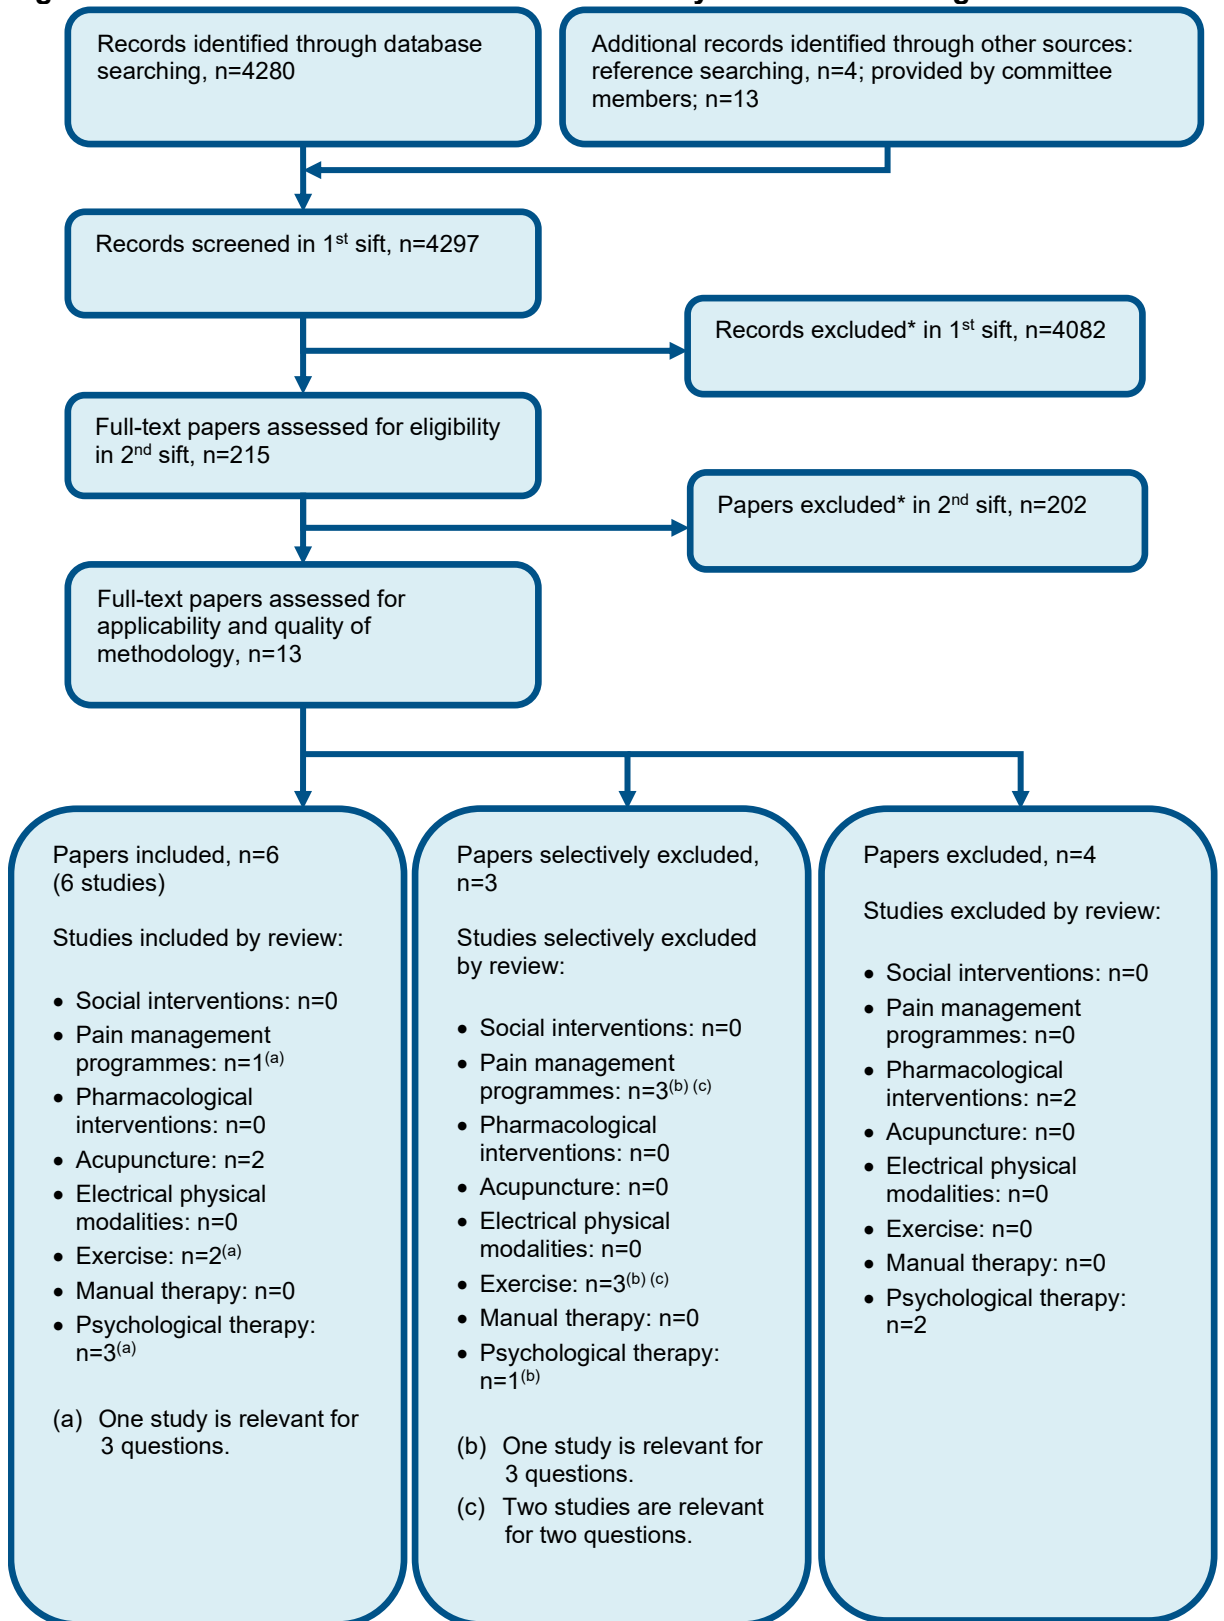 Records identified through database
searching, n=4280
Additional records identified through other sources:
reference searching, n=4; provided by committee
members; n=13
Records screened in 1st sift, n=4297
Records excluded* in 1st sift, n=4082
Full-text papers assessed for eligibility
in 2nd sift, n=215
Papers excluded* in 2nd sift, n=202
Full-text papers assessed for
applicability and quality of
methodology, n=13
Papers included, n=6
(6 studies)
Studies included by review:
• Social interventions: n=0
• Pain management
programmes: n=1(a)
• Pharmacological
interventions: n=0
• Acupuncture: n=2
• Electrical physical
modalities: n=0
• Exercise: n=2(a)
• Manual therapy: n=0
• Psychological therapy:
n=3(a)
(a) One study is relevant for
3 questions.
Papers selectively excluded,
n=3
Studies selectively excluded
by review:
• Social interventions: n=0
• Pain management
programmes: n=3(b) (c)
• Pharmacological
interventions: n=0
• Acupuncture: n=0
• Electrical physical
modalities: n=0
• Exercise: n=3(b) (c)
• Manual therapy: n=0
• Psychological therapy:
n=1(b)
(b) One study is relevant for
3 questions.
(c) Two studies are relevant
for two questions.
Papers excluded, n=4
Studies excluded by review:
• Social interventions: n=0
• Pain management
programmes: n=0
• Pharmacological
interventions: n=2
• Acupuncture: n=0
• Electrical physical
modalities: n=0
• Exercise: n=0
• Manual therapy: n=0
• Psychological therapy:
n=2